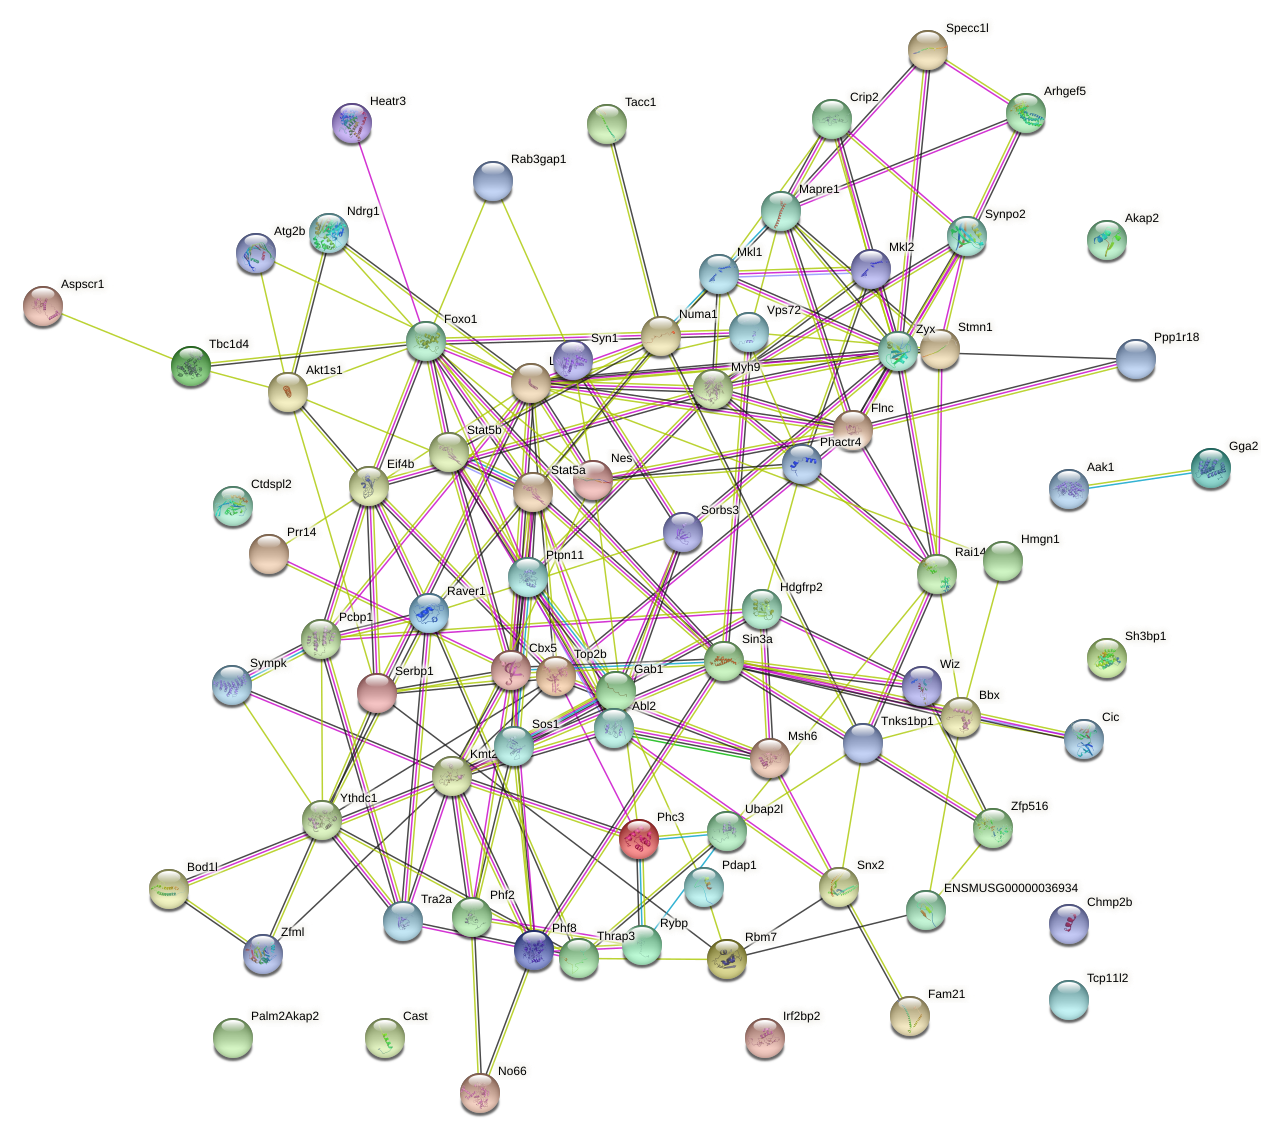 Specc1l
Arhgef5
Crip2
Tacc1
Heatr3
Rab3gap1
Mapre1
Ndrg1
Synpo2
Akap2
Atg2b
Mkl2
Mkl1
Aspscr1
Foxo1
Numa1
Vps72
Zyx
Stmn1
Ppp1r18
Tbc1d4
Syn1
L
Myh9
Akt1s1
Flnc
Stat5b
Phactr4
Gga2
Eif4b
Stat5a
Nes
Aak1
Ctdspl2
Sorbs3
Prr14
Ptpn11
Rai14
Hmgn1
Raver1
Hdgfrp2
Pcbp1
Sin3a
Sh3bp1
Sympk
Serbp1
Cbx5
Top2b
Gab1
Wiz
Bbx
Abl2
Sos1
Tnks1bp1
Cic
Kmt2
Msh6
Ythdc1
Phc3
Ubap2l
Zfp516
Bod1l
Pdap1
Snx2
ENSMUSG00000036934
Tra2a
Phf2
Chmp2b
Zfml
Phf8
Thrap3
Rybp
Rbm7
Tcp11l2
Fam21
Palm2Akap2
Cast
Irf2bp2
No66